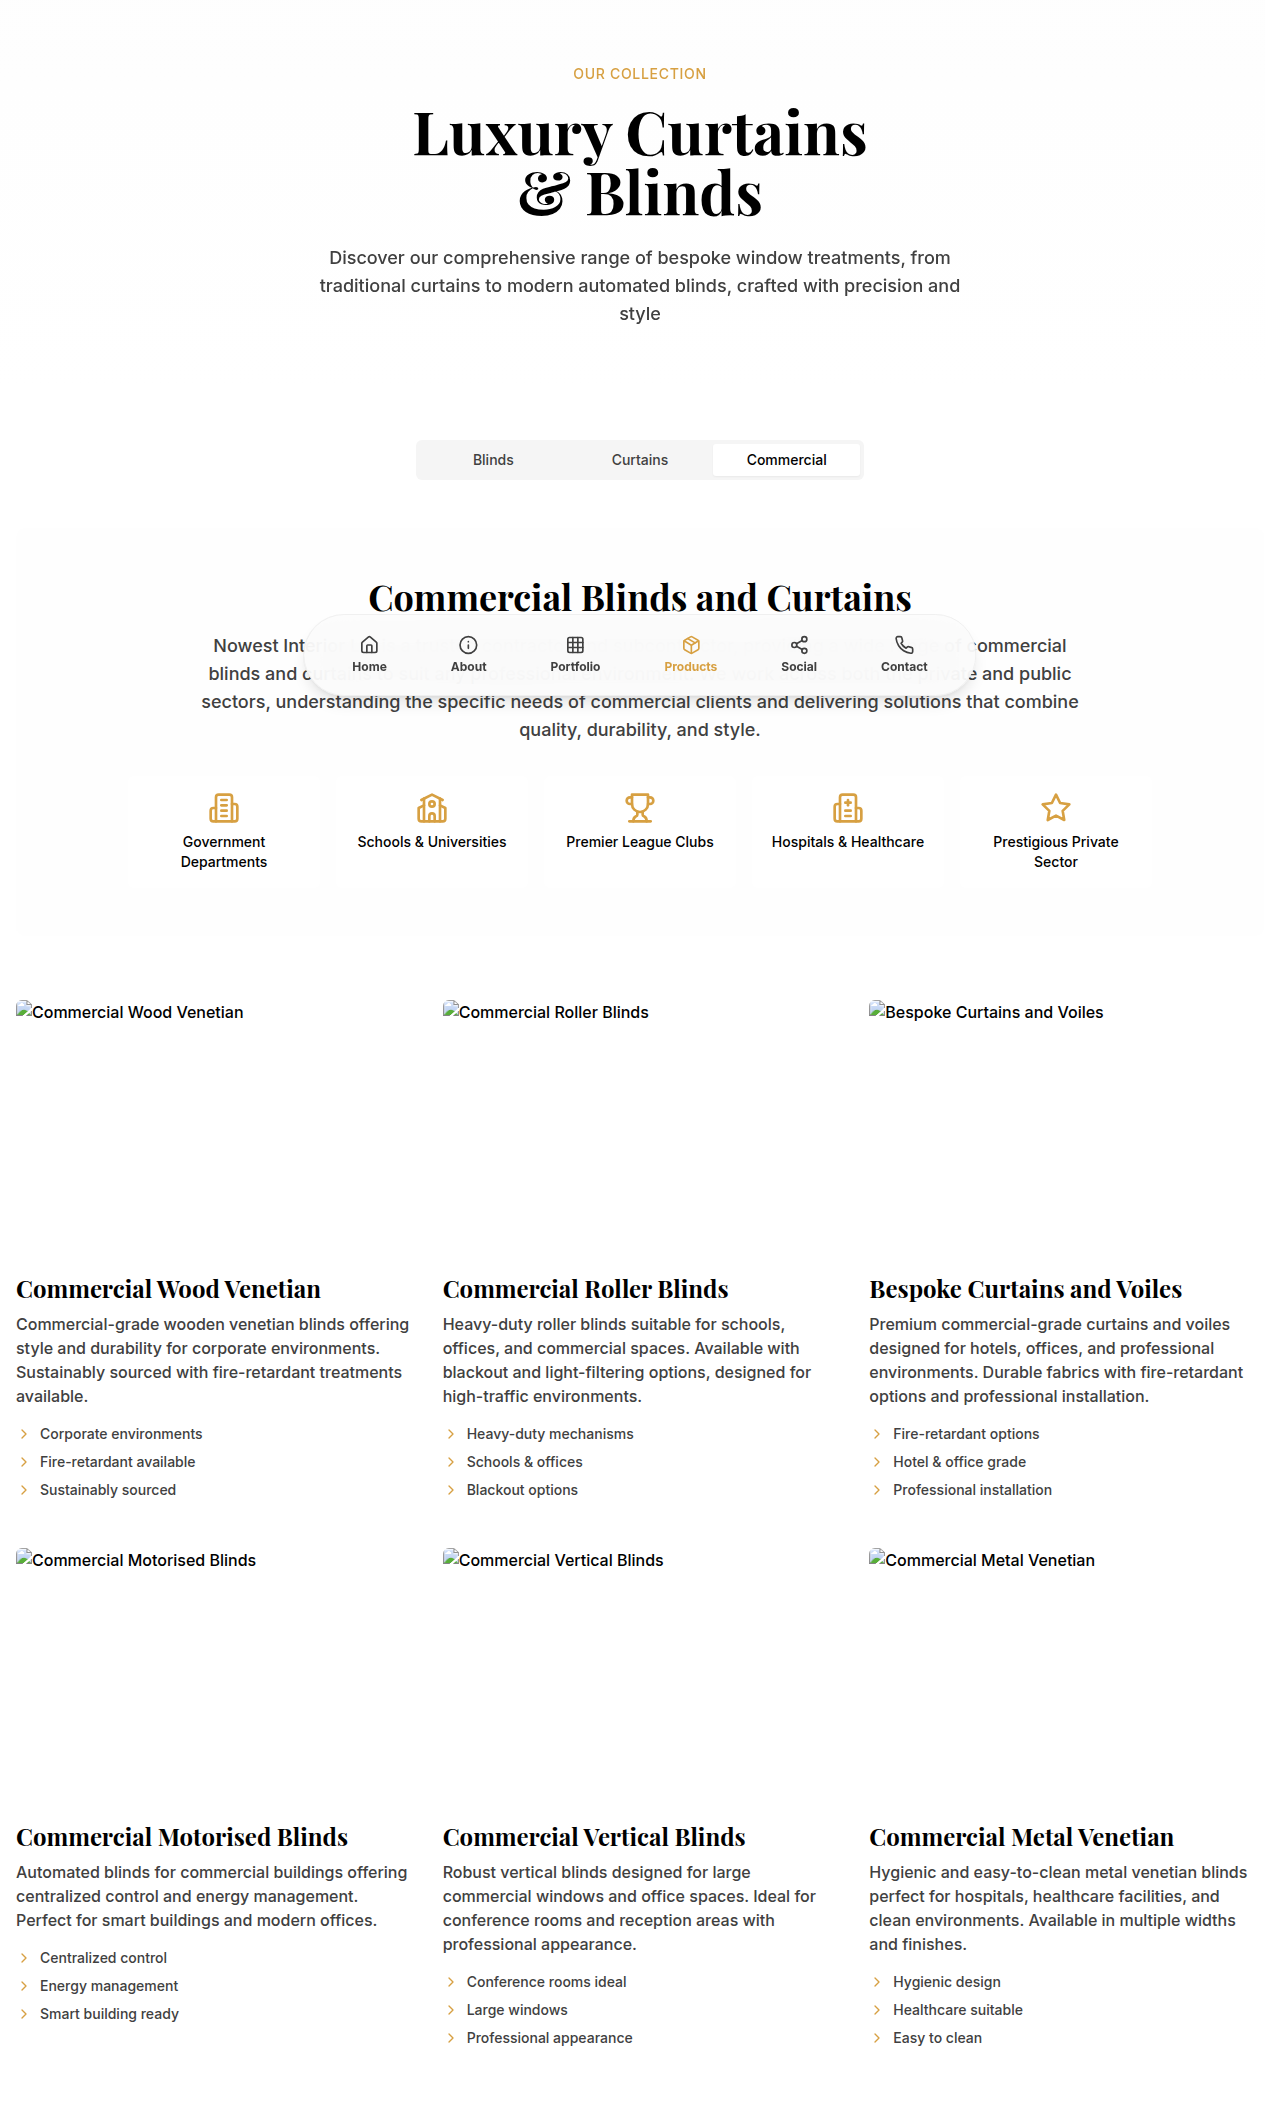 OUR COLLECTION
Luxury Curtains
& Blinds
Discover our comprehensive range of bespoke window treatments, from
traditional curtains to modern automated blinds, crafted with precision and
style
Blinds
Curtains
Commercial
Commercial Blinds and Curtains
Nowest of commercial
blinds and curtains to suit any professional environment. We work across both the private and public
sectors, understanding the specific needs of commercial clients and delivering solutions that combine
quality, durability, and style.
Home
About
Portfolio
Products
Social
Contact
Government
Departments
Schools & Universities
Premier League Clubs
Hospitals & Healthcare
Prestigious Private
Sector
Commercial Wood Venetian
Commercial Roller Blinds
Bespoke Curtains and Voiles
Commercial Wood Venetian
Commercial-grade wooden venetian blinds offering
style and durability for corporate environments.
Sustainably sourced with fire-retardant treatments
available.
Corporate environments
Fire-retardant available
Sustainably sourced
Commercial Roller Blinds
Heavy-duty roller blinds suitable for schools,
offices, and commercial spaces. Available with
blackout and light-filtering options, designed for
high-traffic environments.
Heavy-duty mechanisms
Schools & offices
Blackout options
Bespoke Curtains and Voiles
Premium commercial-grade curtains and voiles
designed for hotels, offices, and professional
environments. Durable fabrics with fire-retardant
options and professional installation.
Fire-retardant options
Hotel & office grade
Professional installation
Commercial Motorised Blinds
Commercial Vertical Blinds
Commercial Metal Venetian
Commercial Motorised Blinds
Automated blinds for commercial buildings offering
centralized control and energy management.
Perfect for smart buildings and modern offices.
Centralized control
Energy management
Smart building ready
Commercial Vertical Blinds
Robust vertical blinds designed for large
commercial windows and office spaces. Ideal for
conference rooms and reception areas with
professional appearance.
Conference rooms ideal
Large windows
Professional appearance
Commercial Metal Venetian
Hygienic and easy-to-clean metal venetian blinds
perfect for hospitals, healthcare facilities, and
clean environments. Available in multiple widths
and finishes.
Hygienic design
Healthcare suitable
Easy to clean